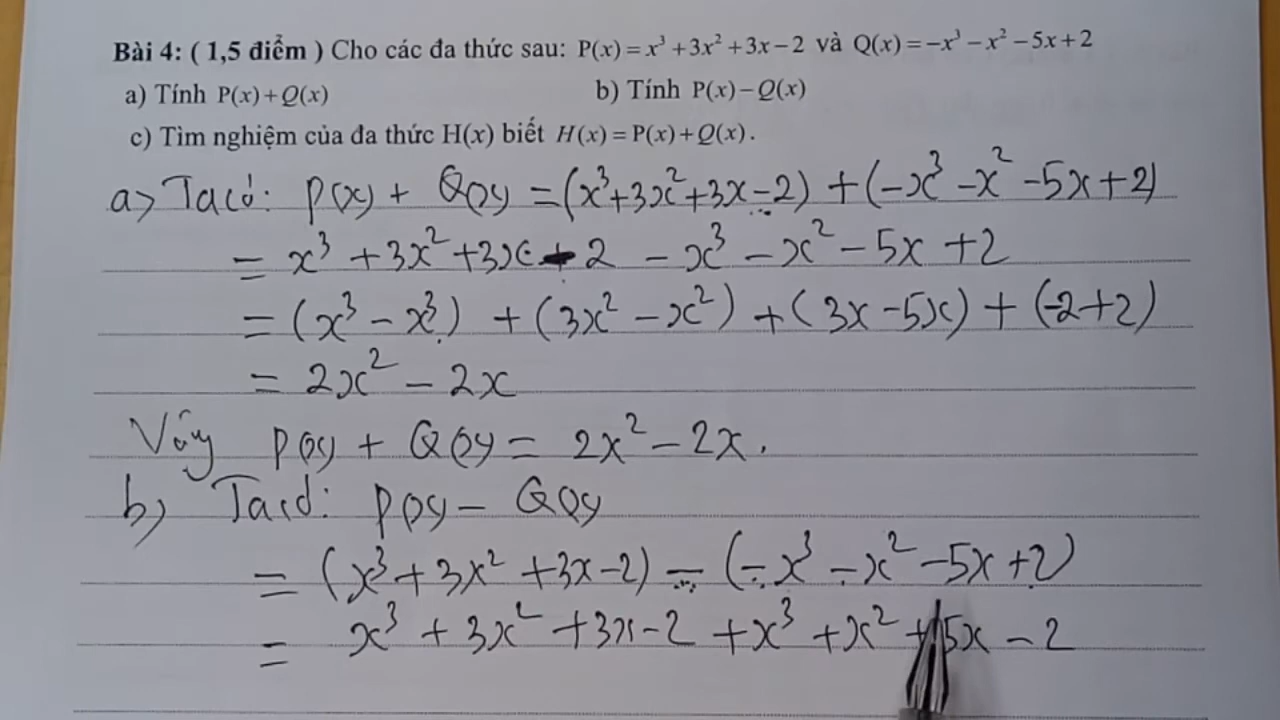 Bài 4: ( 1,5 điểm ) Cho các đa thức sau: P(x) = x³ + 3x² + 3x − 2 và Q(x) = −x³ − x² − 5x + 2
a) Tính P(x) + Q(x) b) Tính P(x) − Q(x)
c) Tìm nghiệm của đa thức H(x) biết H(x) = P(x) + Q(x).
a) Ta có: P(x) + Q(x) = (x³ + 3x² + 3x − 2) + (−x³ − x² − 5x + 2)
= x³ + 3x² + 3x − 2 − x³ − x² − 5x + 2
= (x³ − x³) + (3x² − x²) + (3x − 5x) + (−2 + 2)
= 2x² − 2x
Vậy P(x) + Q(x) = 2x² − 2x.
b) Ta có: P(x) − Q(x)
= (x³ + 3x² + 3x − 2) − (−x³ − x² − 5x + 2)
= x³ + 3x² + 3x − 2 + x³ + x² + 5x − 2